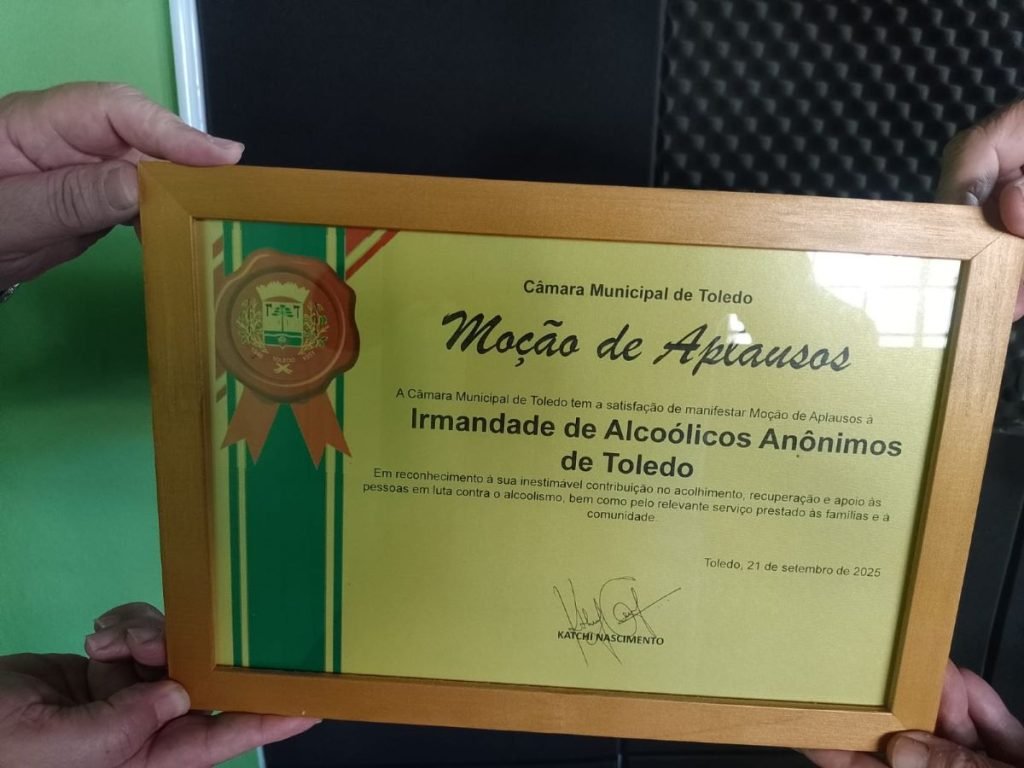 Câmara Municipal de Toledo
Moção de Aplausos
A Câmara Municipal de Toledo tem a satisfação de manifestar Moção de Aplausos à
Irmandade de Alcoólicos Anônimos
de Toledo
Em reconhecimento à sua inestimável contribuição no acolhimento, recuperação e apoio às
pessoas em luta contra o alcoolismo, bem como pelo relevante serviço prestado às famílias e à
comunidade.
Toledo, 21 de setembro de 2025
KATCHI NASCIMENTO
TOLEDO